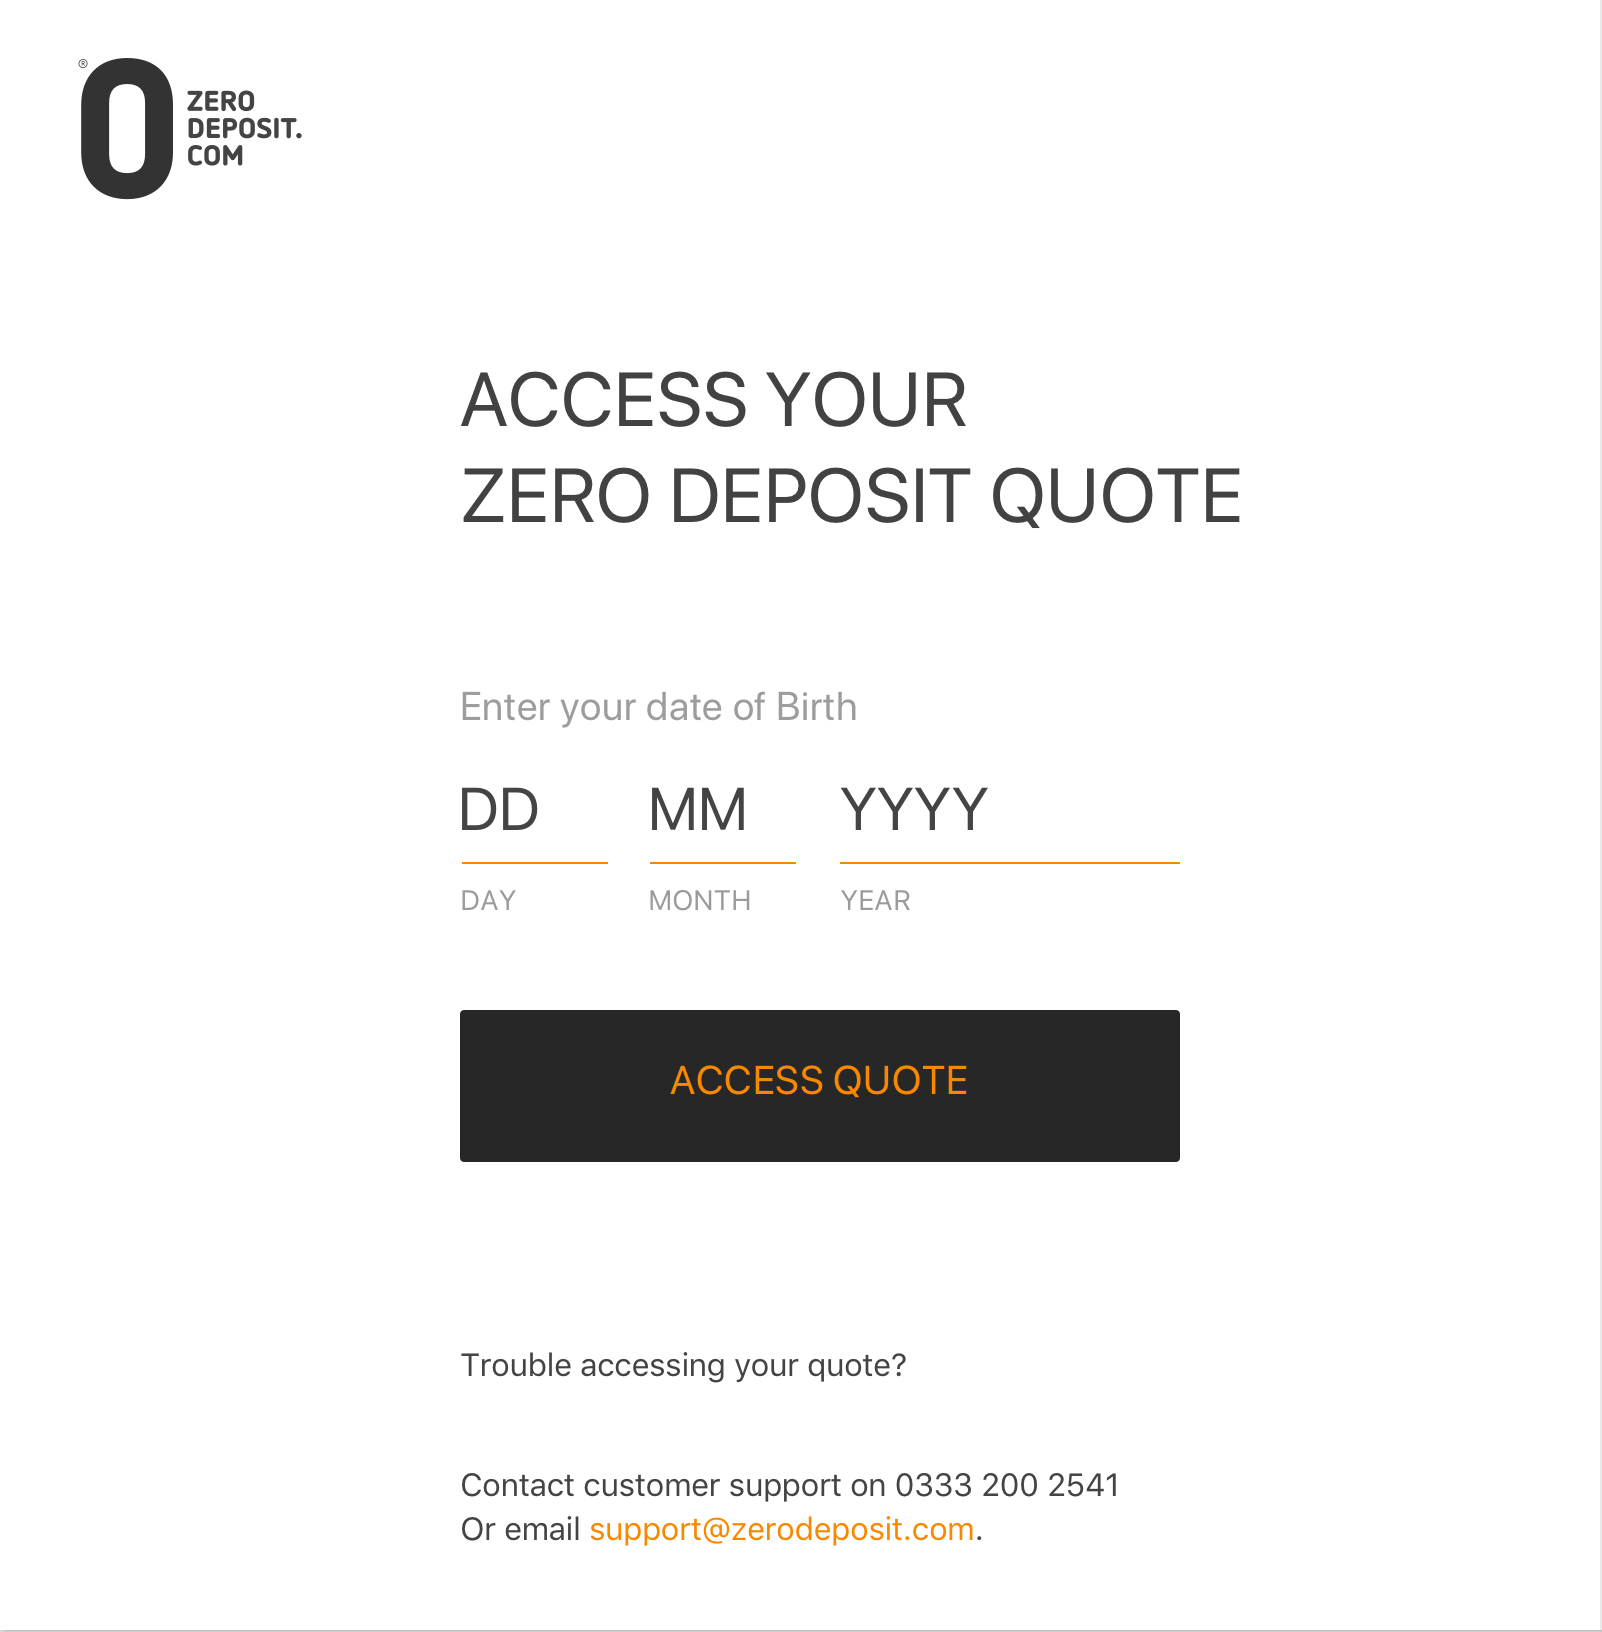 ®
ZERO
DEPOSIT.
COM
ACCESS YOUR
ZERO DEPOSIT QUOTE
Enter your date of Birth
DD MM YYYY
DAY MONTH YEAR
ACCESS QUOTE
Trouble accessing your quote?
Contact customer support on 0333 200 2541
Or email support@zerodeposit.com.